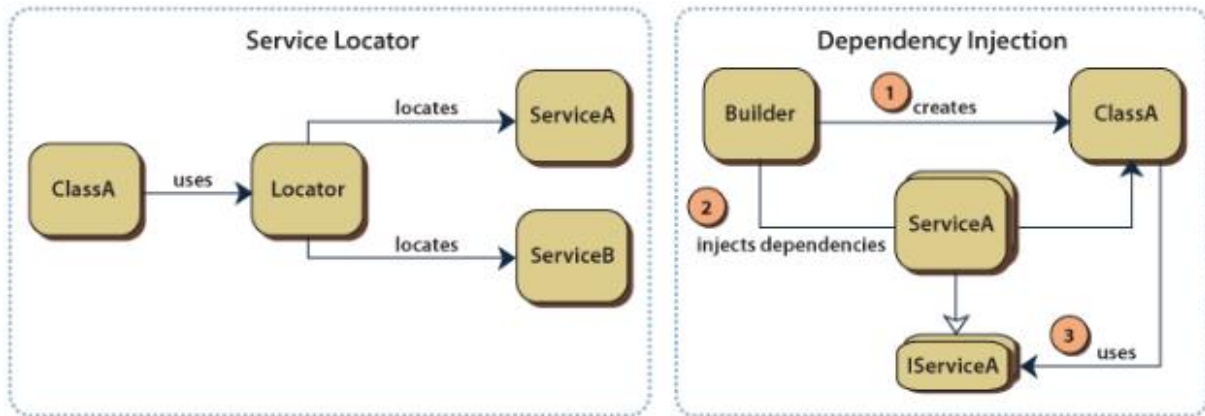 Service Locator
ClassA
uses
Locator
locates
ServiceA
locates
ServiceB
Dependency Injection
Builder
1
creates
ClassA
2
injects dependencies
ServiceA
IServiceA
3
uses